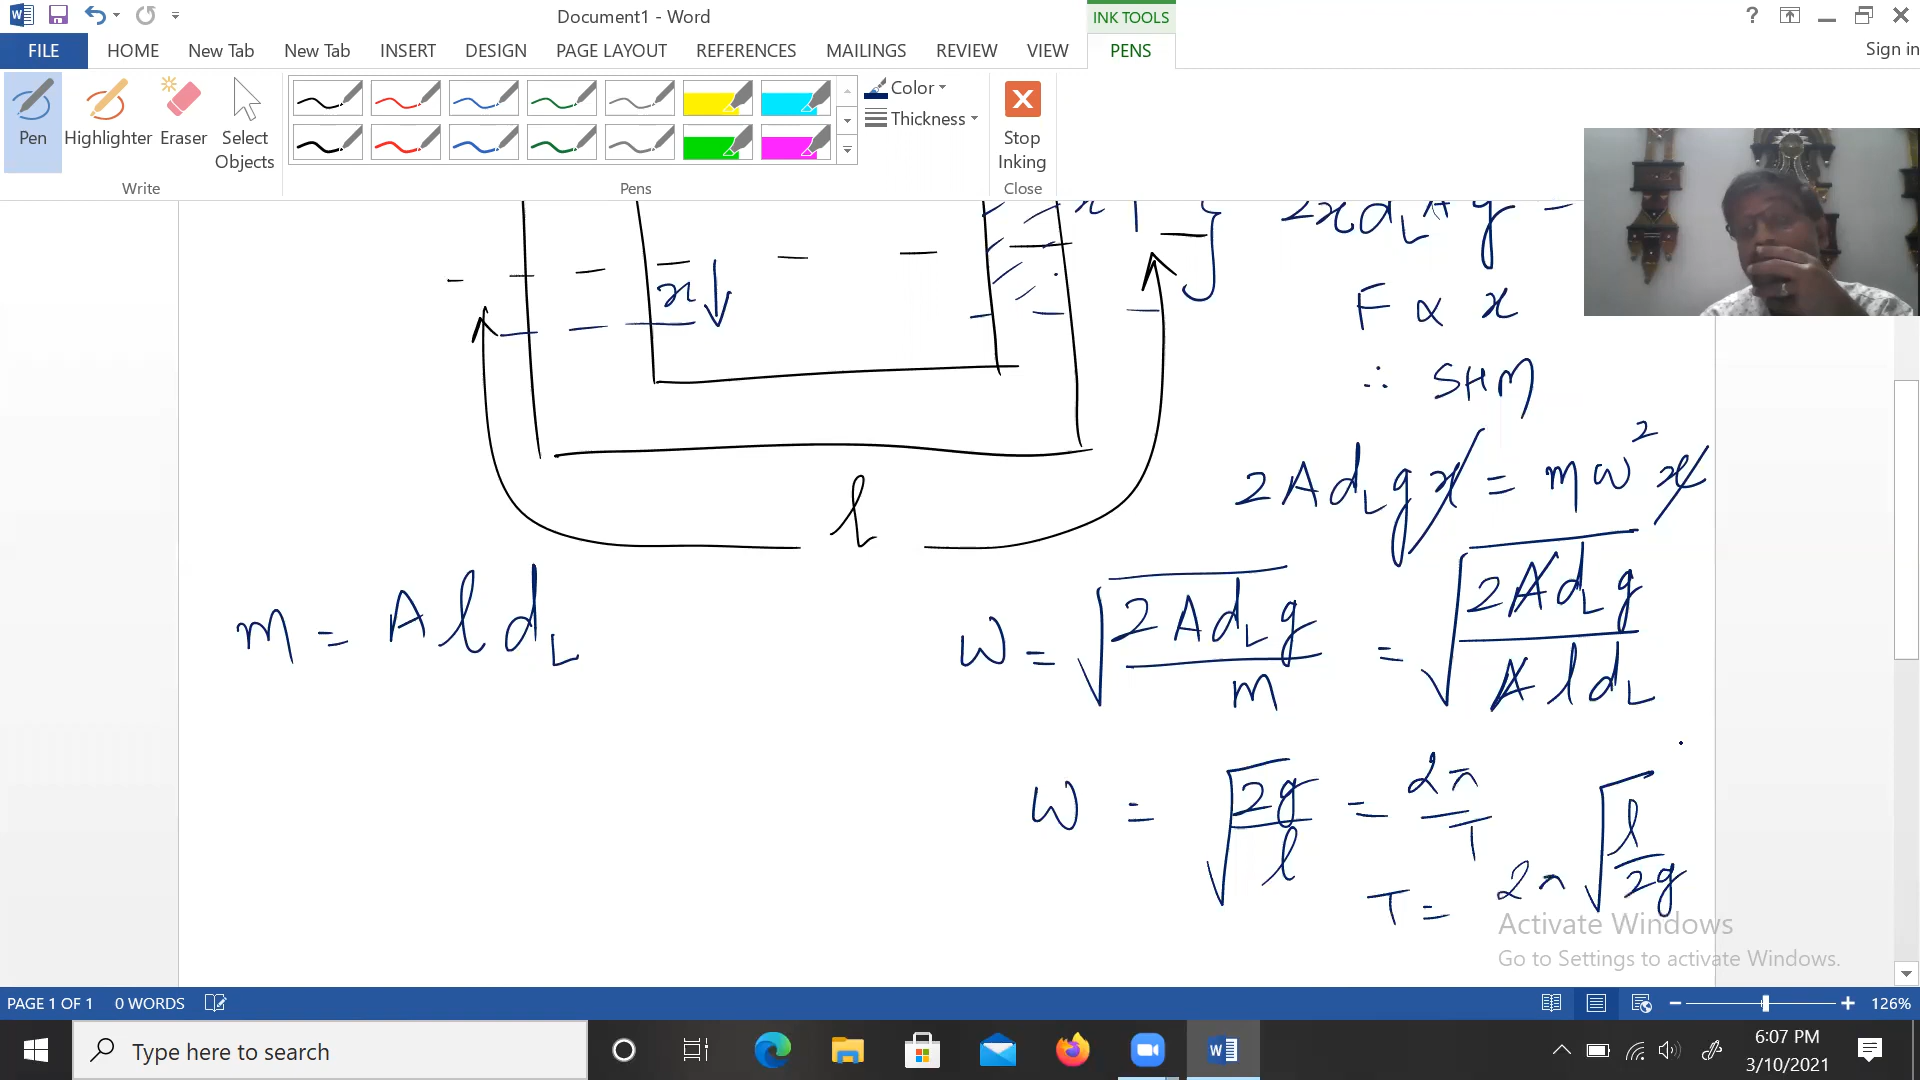 Document1 - Word
INK TOOLS
?
FILE HOME New Tab New Tab INSERT DESIGN PAGE LAYOUT REFERENCES MAILINGS REVIEW VIEW PENS Sign in
Pen Highlighter Eraser Select Objects
Color
Thickness
Stop Inking
Write Pens Close
x
2xd_L A g =
x
F ∝ x
∴ SHM
2Ad_L g x = mω² x
l
m = A l d_L
ω = √(2Ad_L g / m) = √(2Ad_L g / A l d_L)
ω = √(2g / l) = 2π / T
T = 2π √(l / 2g)
Activate Windows
Go to Settings to activate Windows.
PAGE 1 OF 1 0 WORDS 126%
Type here to search
6:07 PM
3/10/2021